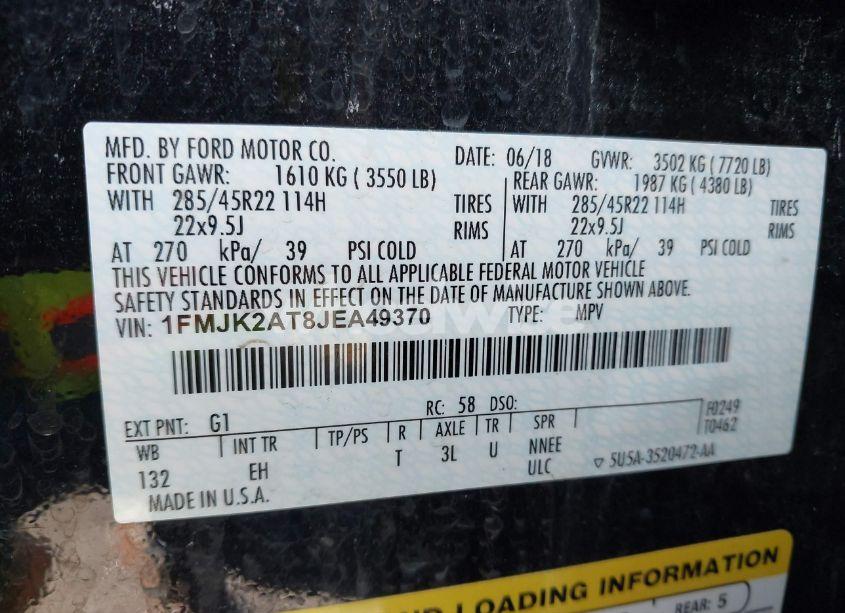 MFD. BY FORD MOTOR CO. DATE: 06/18 GVWR: 3502 KG ( 7720 LB)
FRONT GAWR: 1610 KG ( 3550 LB) REAR GAWR: 1987 KG ( 4380 LB)
WITH 285/45R22 114H TIRES WITH 285/45R22 114H TIRES
22x9.5J RIMS 22x9.5J RIMS
AT 270 kPa/ 39 PSI COLD AT 270 kPa/ 39 PSI COLD
THIS VEHICLE CONFORMS TO ALL APPLICABLE FEDERAL MOTOR VEHICLE
SAFETY STANDARDS IN EFFECT ON THE DATE OF MANUFACTURE SHOWN ABOVE.
VIN: 1FMJK2AT8JEA49370 TYPE: MPV
EXT PNT: G1 RC: 58 DSO: F0249
WB INT TR TP/PS R AXLE TR SPR T0462
132 EH T 3L U NNEE
ULC ▽ 5U5A-3520472-AA
MADE IN U.S.A.
LOADING INFORMATION
REAR: 5